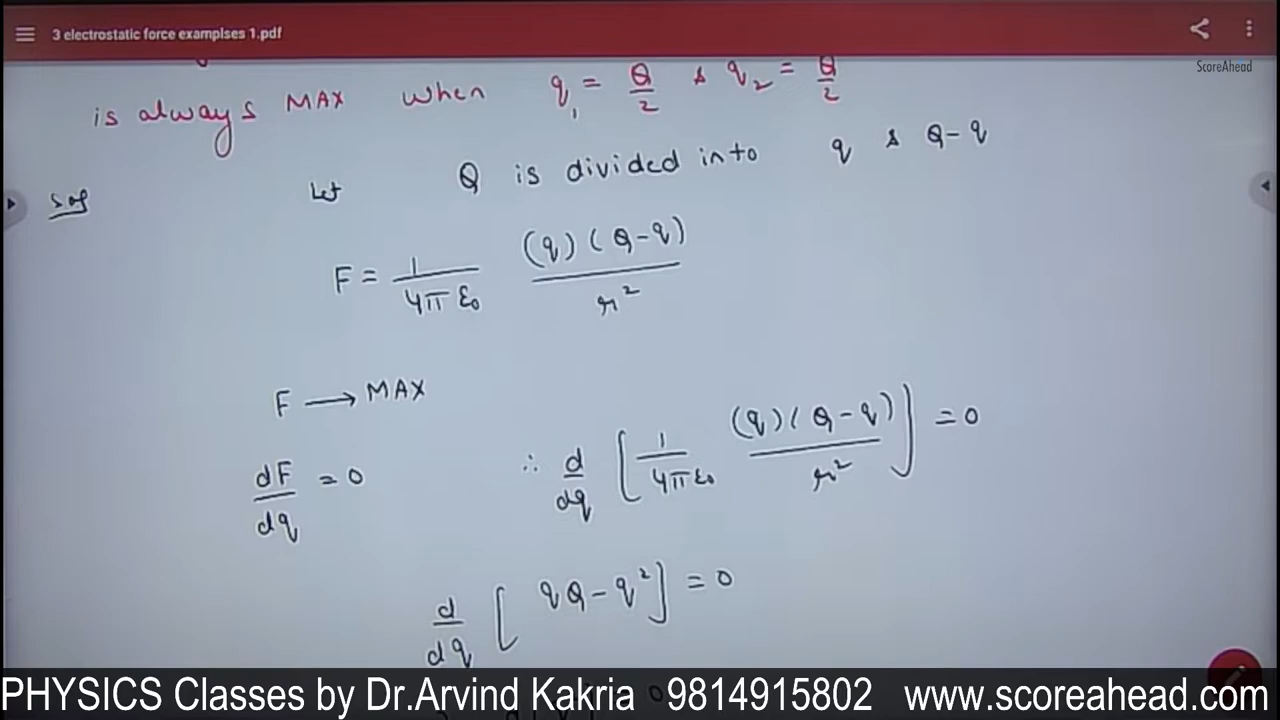 3 electrostatic force examplses 1.pdf
ScoreAhead
is always MAX when q₁ = Q/2 & q₂ = Q/2
Sol Let Q is divided into q & Q-q
F = 1/4πε₀ (q)(Q-q)/r²
F → MAX
dF/dq = 0 ∴ d/dq [1/4πε₀ (q)(Q-q)/r²] = 0
d/dq [qQ - q²] = 0
PHYSICS Classes by Dr.Arvind Kakria 9814915802 www.scoreahead.com